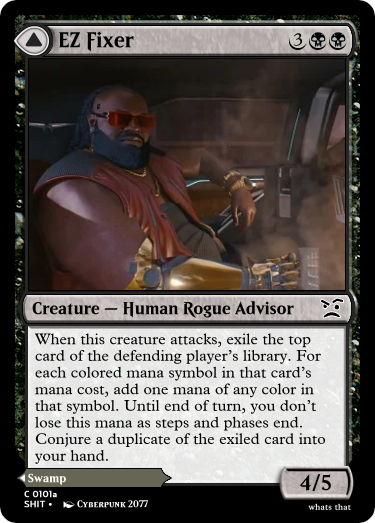 EZ Fixer 3
Creature — Human Rogue Advisor
When this creature attacks, exile the top
card of the defending player's library. For
each colored mana symbol in that card's
mana cost, add one mana of any color in
that symbol. Until end of turn, you don't
lose this mana as steps and phases end.
Conjure a duplicate of the exiled card into
your hand.
Swamp
4/5
C 0101a
SHIT • Cyberpunk 2077
whats that